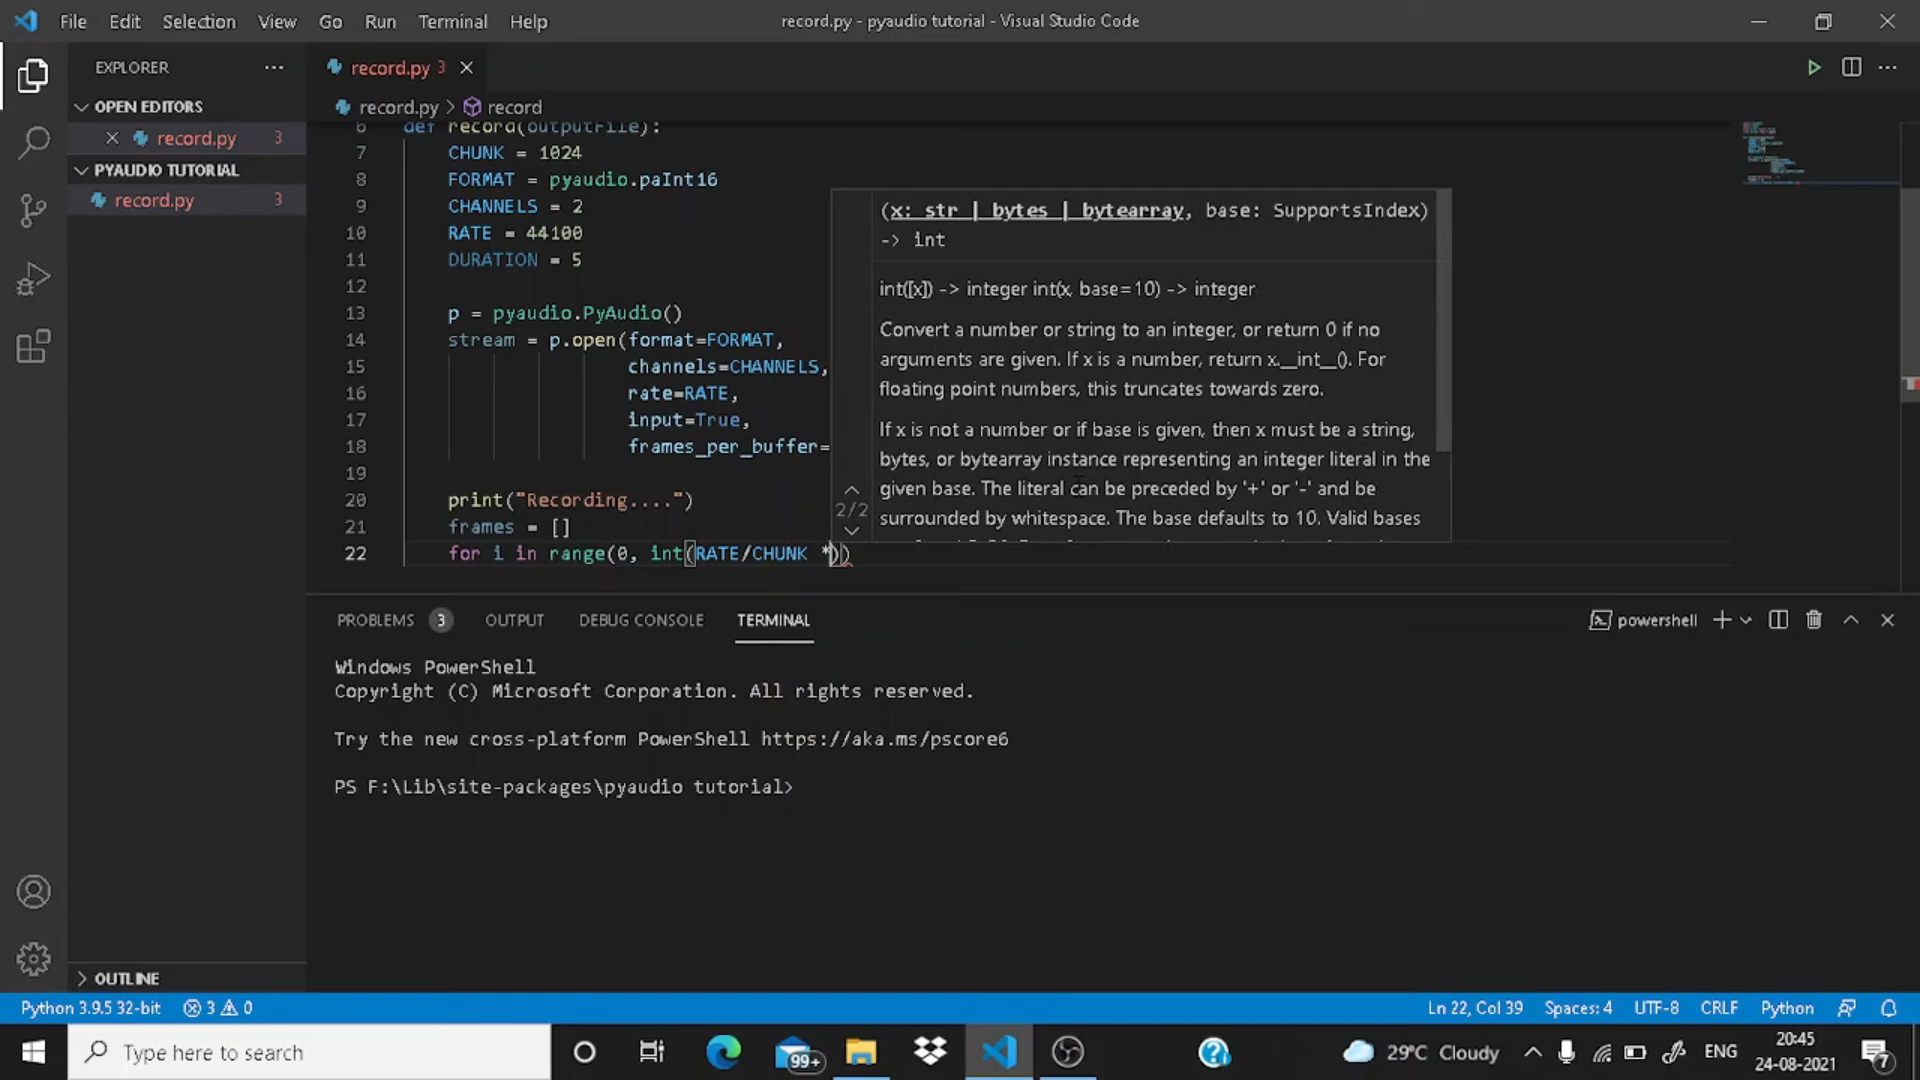 File Edit Selection View Go Run Terminal Help
record.py - pyaudio tutorial - Visual Studio Code
EXPLORER
OPEN EDITORS
record.py 3
PYAUDIO TUTORIAL
record.py 3
OUTLINE
record.py 3
record.py > record
6 def record(outputFile):
7 CHUNK = 1024
8 FORMAT = pyaudio.paInt16
9 CHANNELS = 2
10 RATE = 44100
11 DURATION = 5
12
13 p = pyaudio.PyAudio()
14 stream = p.open(format=FORMAT,
15 channels=CHANNELS,
16 rate=RATE,
17 input=True,
18 frames_per_buffer=
19
20 print("Recording....")
21 frames = []
22 for i in range(0, int(RATE/CHUNK *))
(x: str | bytes | bytearray, base: SupportsIndex)
-> int
int([x]) -> integer int(x, base=10) -> integer
Convert a number or string to an integer, or return 0 if no
arguments are given. If x is a number, return x.__int__(). For
floating point numbers, this truncates towards zero.
If x is not a number or if base is given, then x must be a string,
bytes, or bytearray instance representing an integer literal in the
given base. The literal can be preceded by '+' or '-' and be
surrounded by whitespace. The base defaults to 10. Valid bases
2/2
PROBLEMS 3 OUTPUT DEBUG CONSOLE TERMINAL
powershell
Windows PowerShell
Copyright (C) Microsoft Corporation. All rights reserved.
Try the new cross-platform PowerShell https://aka.ms/pscore6
PS F:\Lib\site-packages\pyaudio tutorial>
Python 3.9.5 32-bit 3 0
Ln 22, Col 39 Spaces: 4 UTF-8 CRLF Python
Type here to search
99+
29°C Cloudy
ENG
20:45
24-08-2021
7